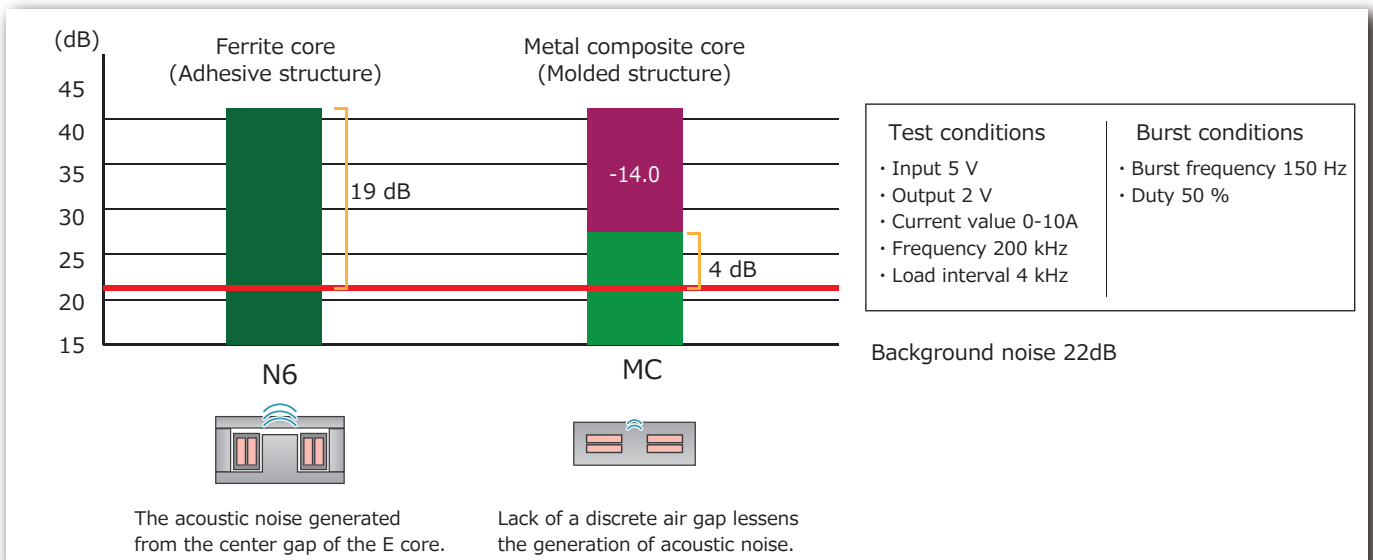 (dB)
Ferrite core
(Adhesive structure)
Metal composite core
(Molded structure)
45
40
35
30
25
20
15
19 dB
-14.0
4 dB
N6
MC
Test conditions
・Input 5 V
・Output 2 V
・Current value 0-10A
・Frequency 200 kHz
・Load interval 4 kHz
Burst conditions
・Burst frequency 150 Hz
・Duty 50 %
Background noise 22dB
The acoustic noise generated
from the center gap of the E core.
Lack of a discrete air gap lessens
the generation of acoustic noise.